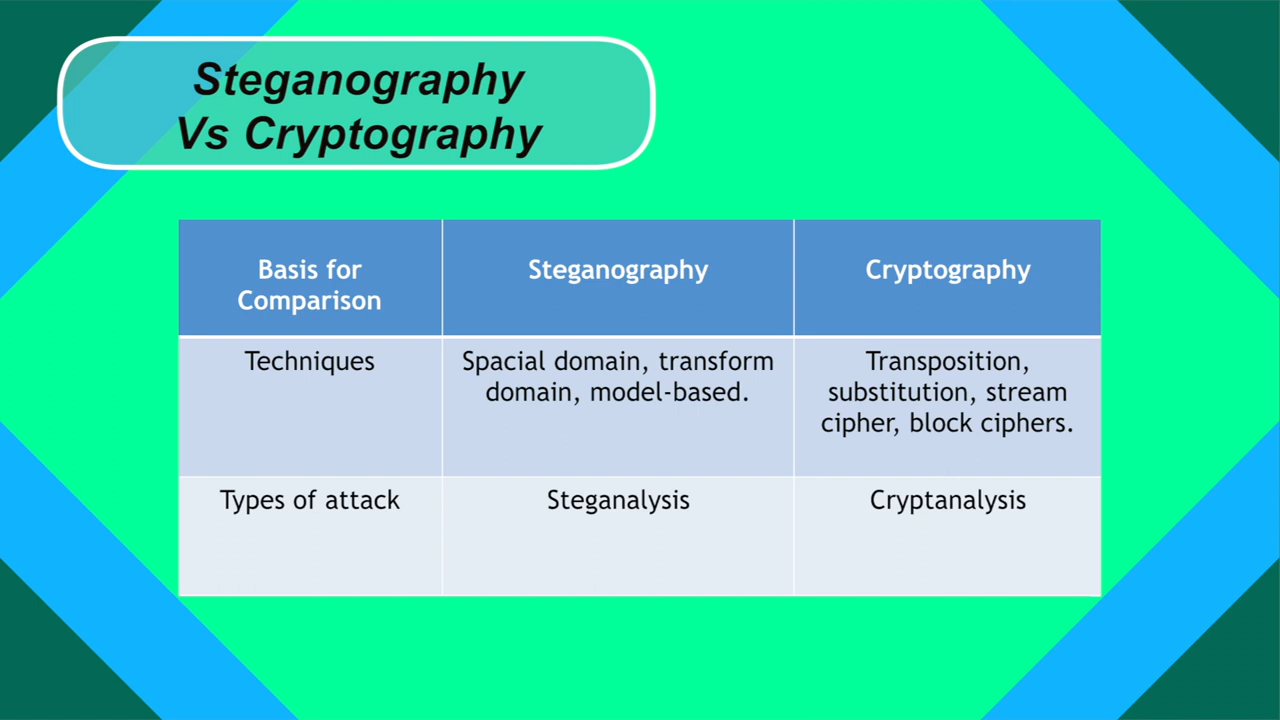 Steganography
Vs Cryptography
Basis for
Comparison
Steganography
Cryptography
Techniques
Spacial domain, transform
domain, model-based.
Transposition,
substitution, stream
cipher, block ciphers.
Types of attack
Steganalysis
Cryptanalysis